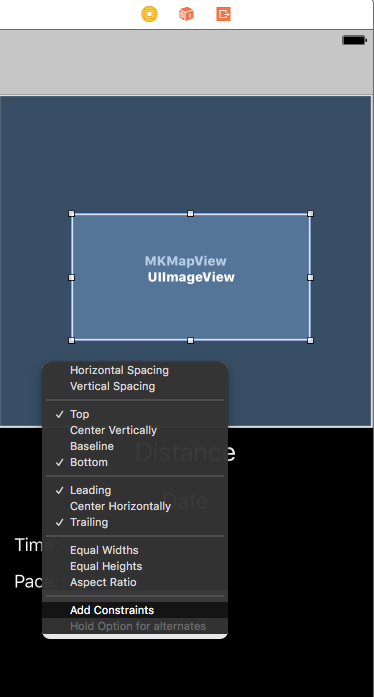 MKMapView
UIImageView
Horizontal Spacing
Vertical Spacing
✓ Top
Center Vertically
Baseline
Distance
✓ Bottom
✓ Leading
Date
Center Horizontally
✓ Trailing
Time:
Equal Widths
Equal Heights
Pace:
Aspect Ratio
Add Constraints
Hold Option for alternates